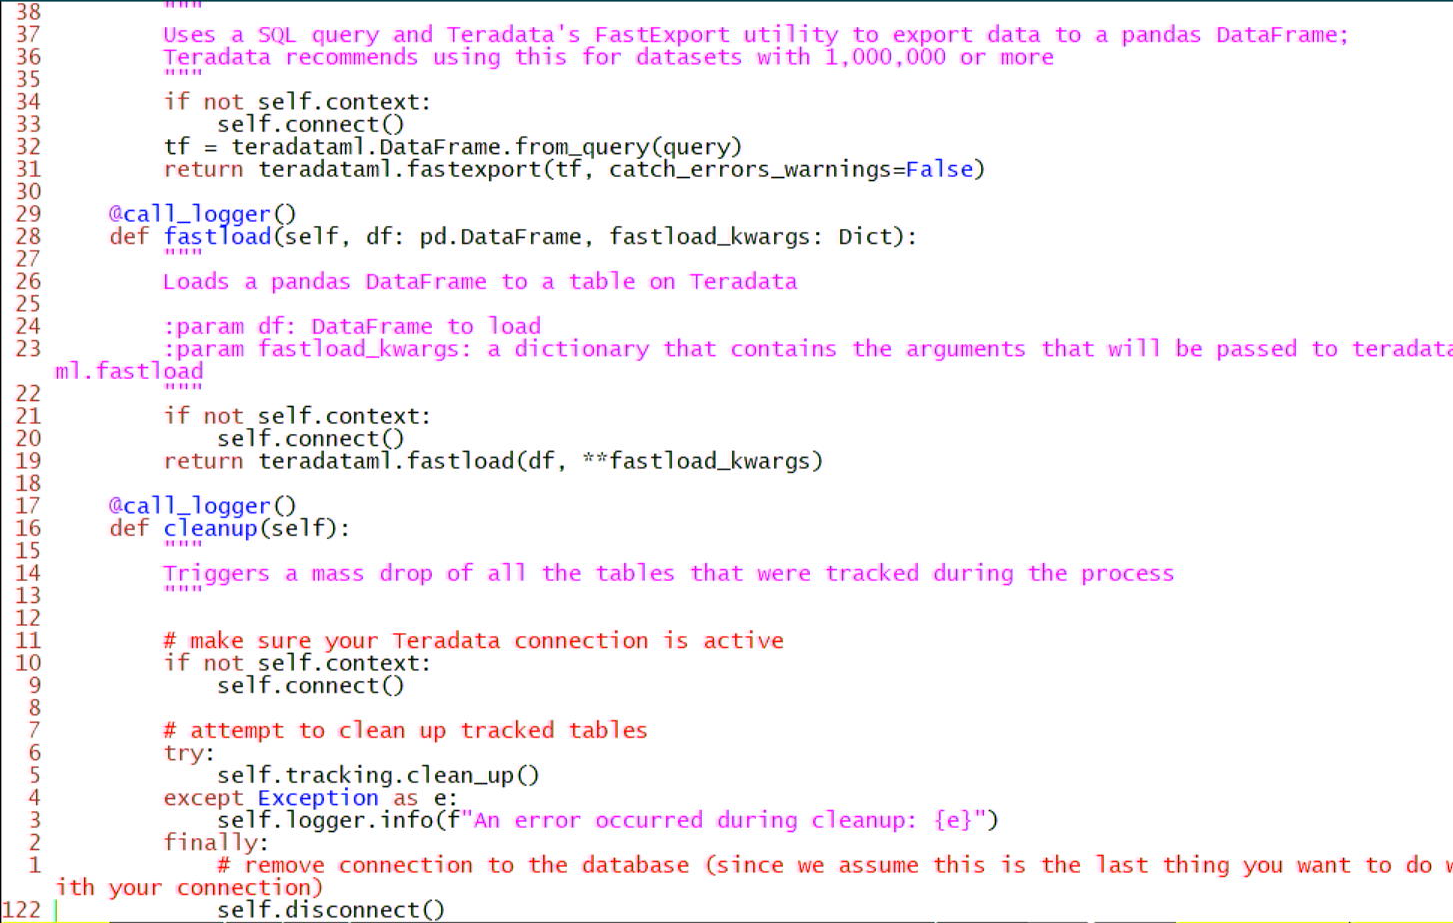 38         """
37         Uses a SQL query and Teradata's FastExport utility to export data to a pandas DataFrame;
36         Teradata recommends using this for datasets with 1,000,000 or more
35         """
34         if not self.context:
33             self.connect()
32         tf = teradataml.DataFrame.from_query(query)
31         return teradataml.fastexport(tf, catch_errors_warnings=False)
30
29     @call_logger()
28     def fastload(self, df: pd.DataFrame, fastload_kwargs: Dict):
27         """
26         Loads a pandas DataFrame to a table on Teradata
25
24         :param df: DataFrame to load
23         :param fastload_kwargs: a dictionary that contains the arguments that will be passed to teradata
ml.fastload
22         """
21         if not self.context:
20             self.connect()
19         return teradataml.fastload(df, **fastload_kwargs)
18
17     @call_logger()
16     def cleanup(self):
15         """
14         Triggers a mass drop of all the tables that were tracked during the process
13         """
12
11         # make sure your Teradata connection is active
10         if not self.context:
9             self.connect()
8
7         # attempt to clean up tracked tables
6         try:
5             self.tracking.clean_up()
4         except Exception as e:
3             self.logger.info(f"An error occurred during cleanup: {e}")
2         finally:
1             # remove connection to the database (since we assume this is the last thing you want to do w
ith your connection)
122             self.disconnect()